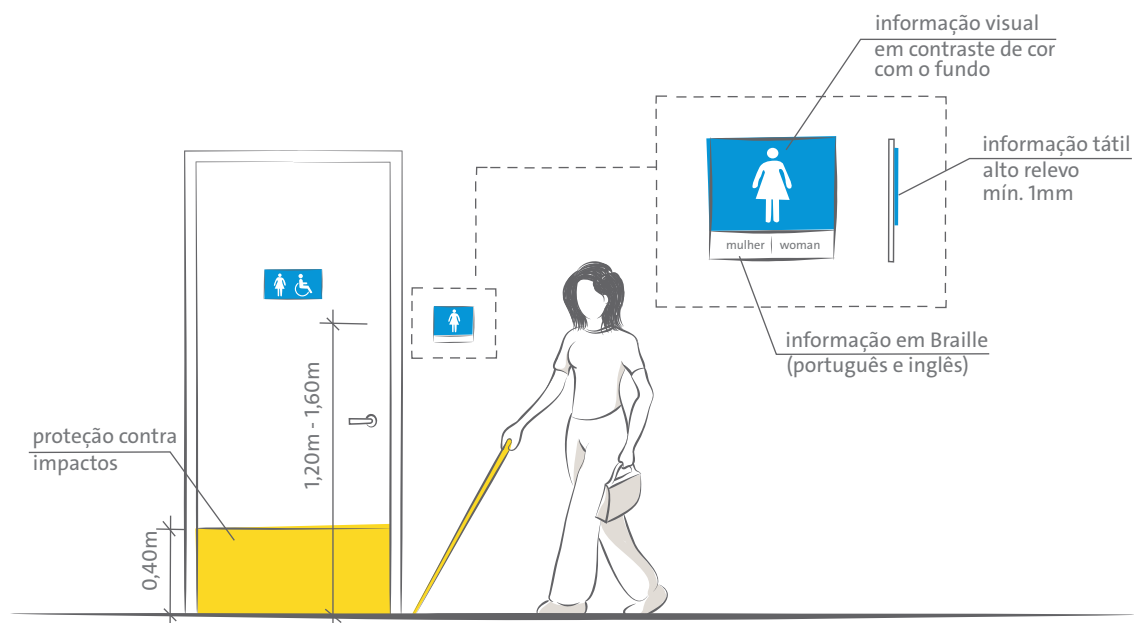 informação visual
em contraste de cor
com o fundo
informação tátil
alto relevo
mín. 1mm
mulher | woman
informação em Braille
(português e inglês)
1,20m - 1,60m
proteção contra
impactos
0,40m